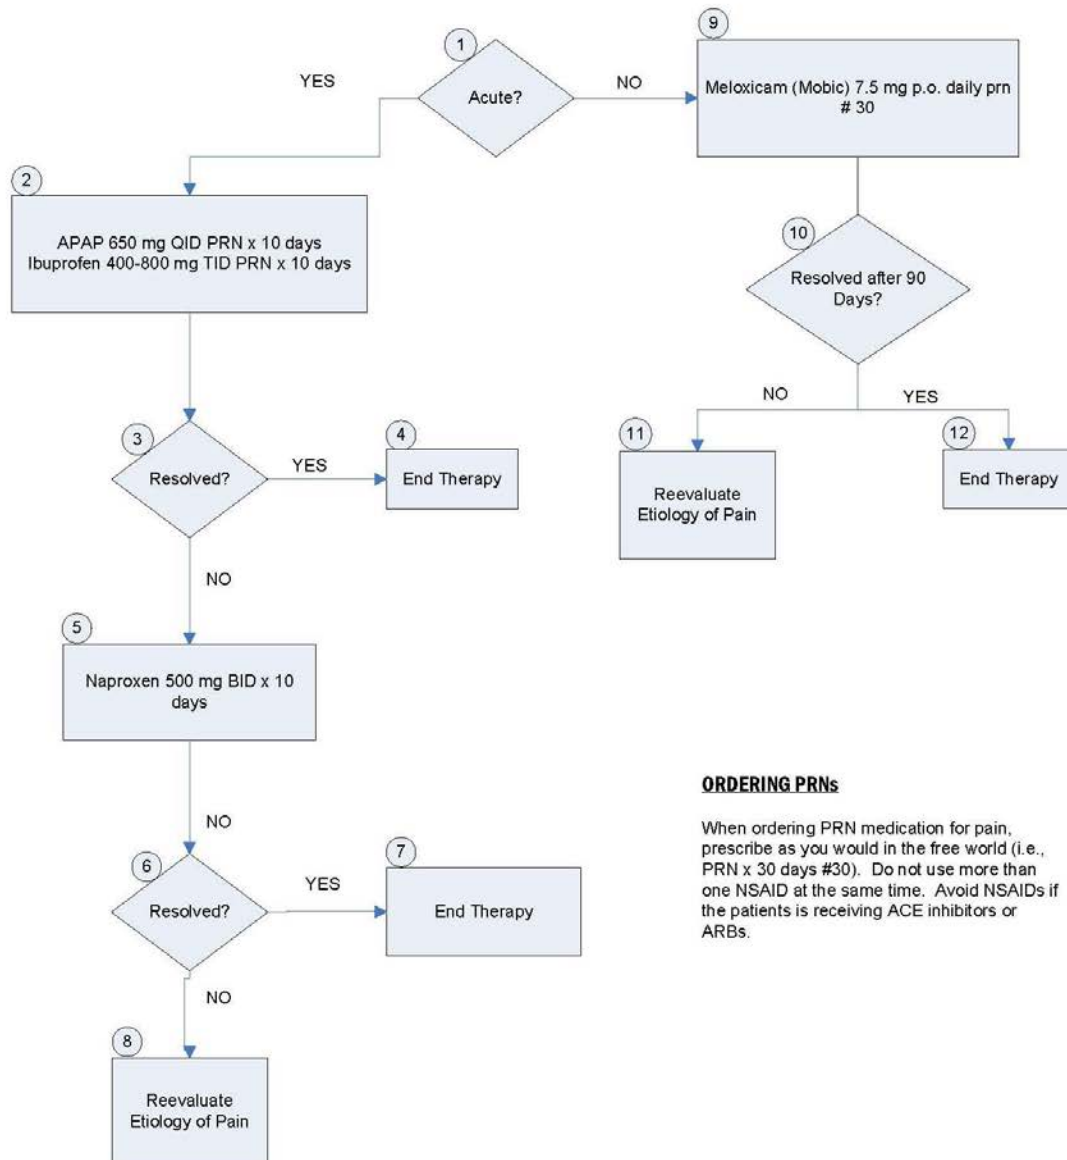 1
Acute?
YES
NO
9
Meloxicam (Mobic) 7.5 mg p.o. daily prn
# 30
2
APAP 650 mg QID PRN x 10 days
Ibuprofen 400-800 mg TID PRN x 10 days
10
Resolved after 90
Days?
NO
YES
11
Reevaluate
Etiology of Pain
12
End Therapy
3
Resolved?
YES
4
End Therapy
NO
5
Naproxen 500 mg BID x 10
days
NO
6
Resolved?
YES
7
End Therapy
NO
8
Reevaluate
Etiology of Pain
ORDERING PRNs
When ordering PRN medication for pain,
prescribe as you would in the free world (i.e.,
PRN x 30 days #30). Do not use more than
one NSAID at the same time. Avoid NSAIDs if
the patients is receiving ACE inhibitors or
ARBs.